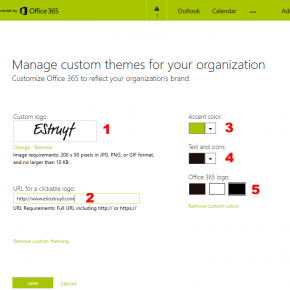 powered by Office 365
Outlook Calendar ...
Manage custom themes for your organization
Customize Office 365 to reflect your organization's brand.
Custom logo:
EStruyf 1
Change Remove
Image requirements: 200 x 50 pixels in JPG, PNG, or GIF format,
and no larger than 10 KB.
URL for a clickable logo: 2
http://www.eliostruyf.com
URL Requirements: Full URL including http:// or https://
Remove custom theming
save cancel
Accent color:
3
Text and icons:
4
Office 365 logo:
5
Remove custom colors